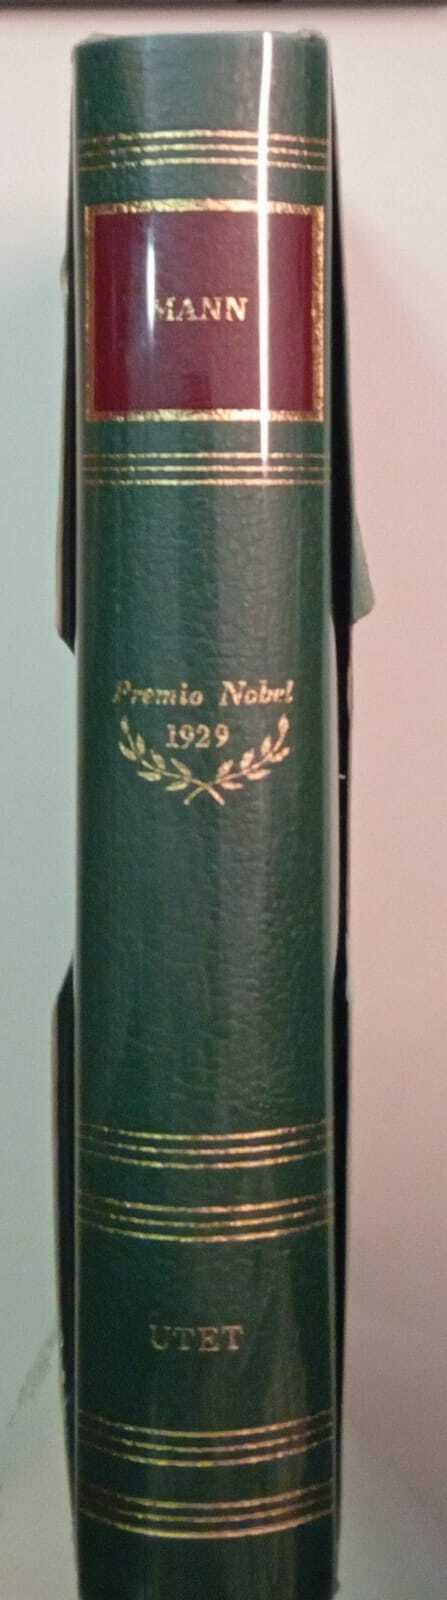 MANN
Premio Nobel
1929
UTET